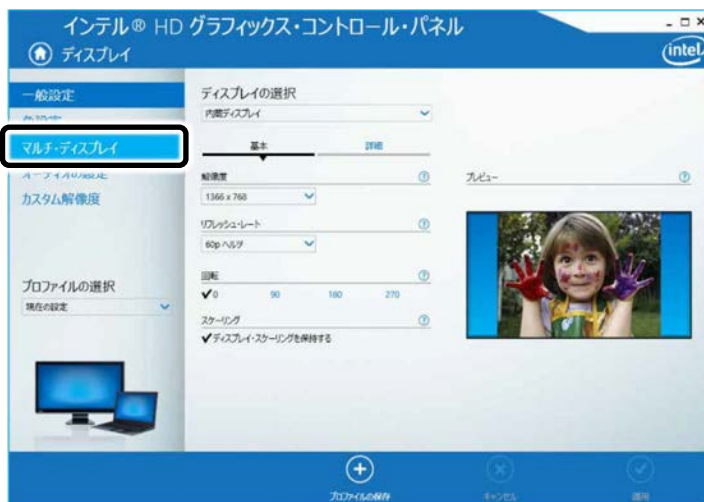 インテル® HD グラフィックス・コントロール・パネル
ディスプレイ
intel
一般設定
マルチ・ディスプレイ
カスタム解像度
プロファイルの選択
現在の設定
ディスプレイの選択
内蔵ディスプレイ
基本 詳細
解像度
1366 x 768
リフレッシュ・レート
60p ヘルツ
回転
✔0 90 180 270
スケーリング
✔ディスプレイ・スケーリングを保持する
プレビュー
プロファイルの保存
キャンセル
適用